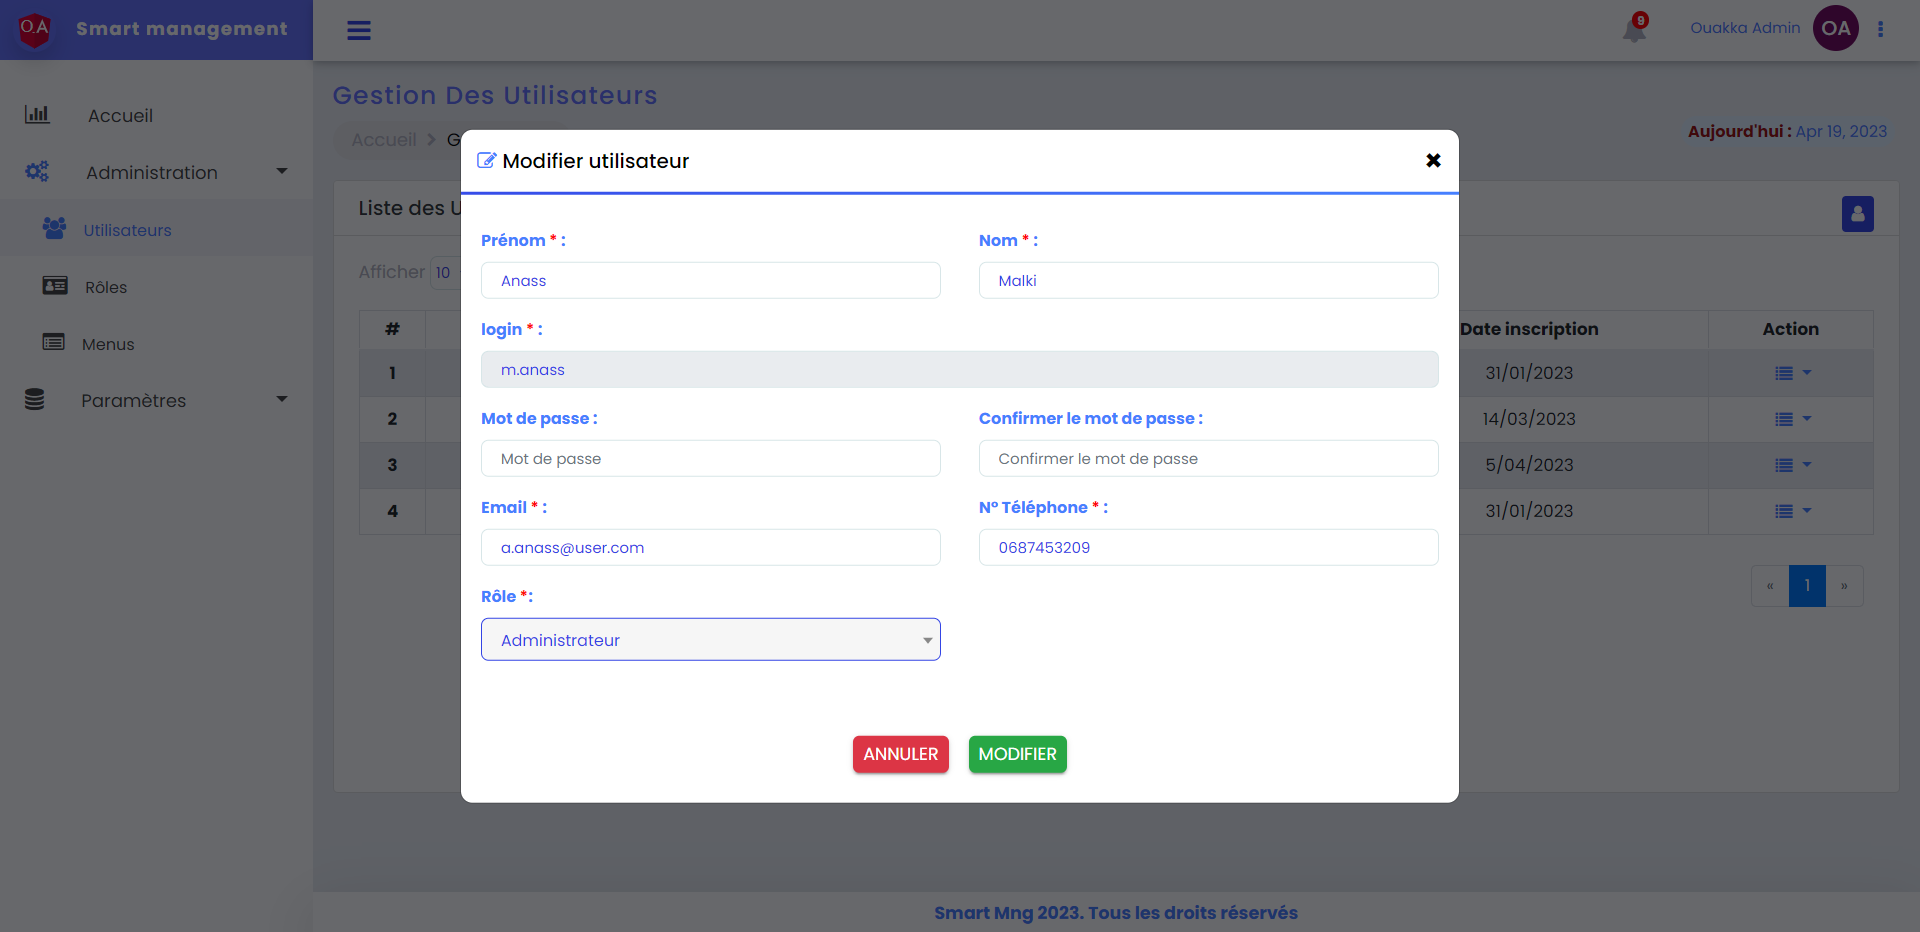 O.A Smart management
9 Ouakka Admin OA
Accueil
Administration
Utilisateurs
Rôles
Menus
Paramètres
Gestion Des Utilisateurs
Accueil > G
Aujourd'hui : Apr 19, 2023
Liste des U
Afficher 10
# Date inscription Action
1 31/01/2023
2 14/03/2023
3 5/04/2023
4 31/01/2023
« 1 »
Modifier utilisateur
Prénom * : Nom * :
Anass Malki
login * :
m.anass
Mot de passe : Confirmer le mot de passe :
Mot de passe Confirmer le mot de passe
Email * : N° Téléphone * :
a.anass@user.com 0687453209
Rôle *:
Administrateur
ANNULER MODIFIER
Smart Mng 2023. Tous les droits réservés